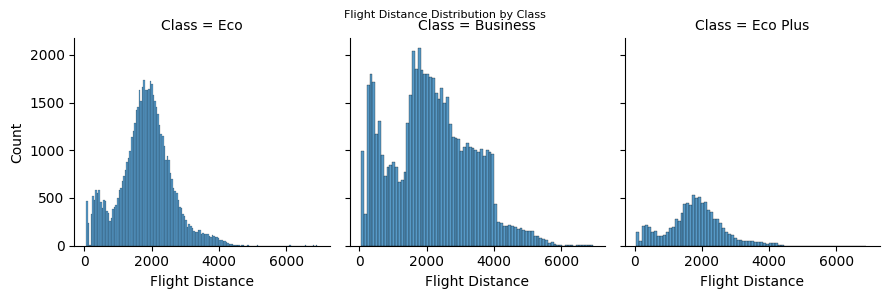 Flight Distance Distribution by Class
Class = Eco
Class = Business
Class = Eco Plus
2000
1500
1000
500
0
Count
0 2000 4000 6000
0 2000 4000 6000
0 2000 4000 6000
Flight Distance
Flight Distance
Flight Distance